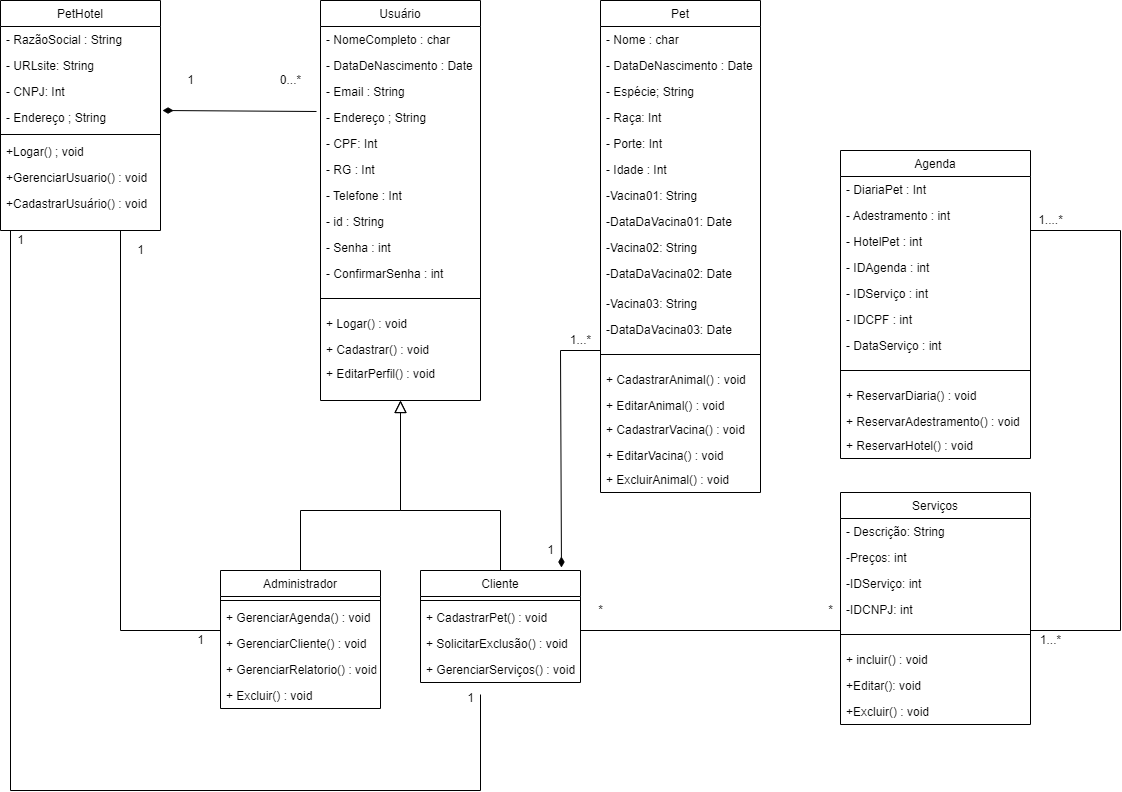 PetHotel
- RazãoSocial : String
- URLsite: String
- CNPJ: Int
- Endereço ; String
+Logar() ; void
+GerenciarUsuario() : void
+CadastrarUsuário() : void
1
0...*
Usuário
- NomeCompleto : char
- DataDeNascimento : Date
- Email : String
- Endereço ; String
- CPF: Int
- RG : Int
- Telefone : Int
- id : String
- Senha : int
- ConfirmarSenha : int
+ Logar() : void
+ Cadastrar() : void
+ EditarPerfil() : void
Pet
- Nome : char
- DataDeNascimento : Date
- Espécie; String
- Raça: Int
- Porte: Int
- Idade : Int
-Vacina01: String
-DataDaVacina01: Date
-Vacina02: String
-DataDaVacina02: Date
-Vacina03: String
-DataDaVacina03: Date
+ CadastrarAnimal() : void
+ EditarAnimal() : void
+ CadastrarVacina() : void
+ EditarVacina() : void
+ ExcluirAnimal() : void
1...*
1
Agenda
- DiariaPet : Int
- Adestramento : int
- HotelPet : int
- IDAgenda : int
- IDServiço : int
- IDCPF : int
- DataServiço : int
+ ReservarDiaria() : void
+ ReservarAdestramento() : void
+ ReservarHotel() : void
1....*
1
1
1
Administrador
+ GerenciarAgenda() : void
+ GerenciarCliente() : void
+ GerenciarRelatorio() : void
+ Excluir() : void
Cliente
+ CadastrarPet() : void
+ SolicitarExclusão() : void
+ GerenciarServiços() : void
1
*
*
Serviços
- Descrição: String
-Preços: int
-IDServiço: int
-IDCNPJ: int
+ incluir() : void
+Editar(): void
+Excluir() : void
1...*